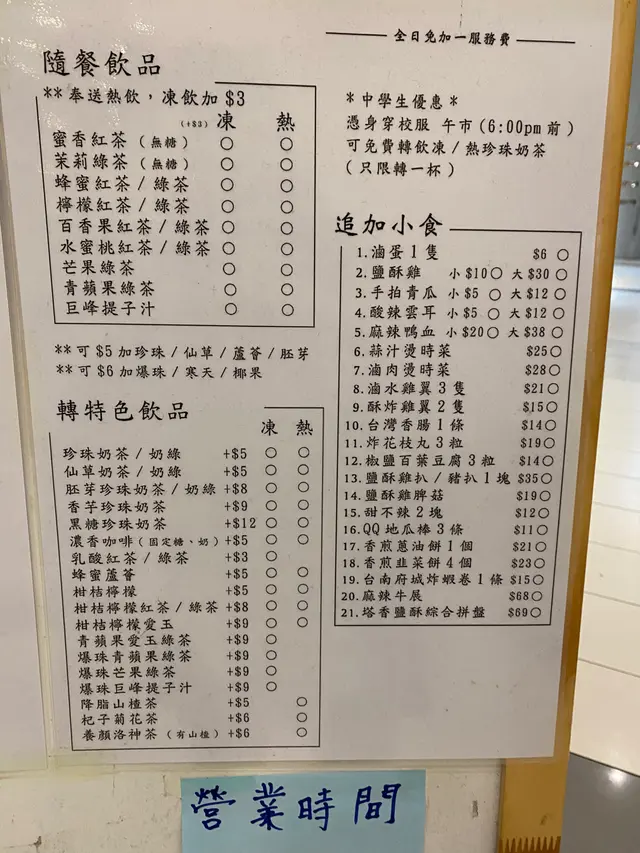 隨餐飲品
**奉送熱飲，凍飲加 $3
(+$3) 凍 熱
蜜香紅茶 (無糖) ○ ○
茉莉綠茶 (無糖) ○ ○
蜂蜜紅茶 / 綠茶 ○ ○
檸檬紅茶 / 綠茶 ○ ○
百香果紅茶 / 綠茶 ○ ○
水蜜桃紅茶 / 綠茶 ○ ○
芒果綠茶 ○ ○
青蘋果綠茶 ○ ○
巨峰提子汁 ○ ○
**可 $5 加珍珠 / 仙草 / 蘆薈 / 胚芽
**可 $6 加爆珠 / 寒天 / 椰果
轉特色飲品
凍 熱
珍珠奶茶 / 奶綠 +$5 ○ ○
仙草奶茶 / 奶綠 +$5 ○ ○
胚芽珍珠奶茶 / 奶綠 +$8 ○ ○
香芋珍珠奶茶 +$9 ○ ○
黑糖珍珠奶茶 +$12 ○ ○
濃香咖啡 (固定糖、奶) +$5 ○ ○
乳酸紅茶 / 綠茶 +$3 ○
蜂蜜蘆薈 +$5 ○ ○
柑桔檸檬 +$5 ○ ○
柑桔檸檬紅茶 / 綠茶 +$8 ○ ○
柑桔檸檬愛玉 +$9 ○ ○
青蘋果愛玉綠茶 +$9 ○
爆珠青蘋果綠茶 +$9 ○
爆珠芒果綠茶 +$9 ○
爆珠巨峰提子汁 +$9 ○
降脂山楂茶 +$5 ○
杞子菊花茶 +$6 ○
養顏洛神茶 (有山楂) +$6 ○
全日免加一服務費
*中學生優惠*
憑身穿校服 午市 (6:00pm 前)
可免費轉飲凍 / 熱珍珠奶茶
(只限轉一杯)
追加小食
1. 滷蛋 1 隻 $6 ○
2. 鹽酥雞 小 $10 ○ 大 $30 ○
3. 手拍青瓜 小 $5 ○ 大 $12 ○
4. 酸辣雲耳 小 $5 ○ 大 $12 ○
5. 麻辣鴨血 小 $20 ○ 大 $38 ○
6. 蒜汁燙時菜 $25 ○
7. 滷肉燙時菜 $28 ○
8. 滷水雞翼 3 隻 $21 ○
9. 酥炸雞翼 2 隻 $15 ○
10. 台灣香腸 1 條 $14 ○
11. 炸花枝丸 3 粒 $19 ○
12. 椒鹽百葉豆腐 3 粒 $14 ○
13. 鹽酥雞扒 / 豬扒 1 塊 $35 ○
14. 鹽酥雞脾菇 $19 ○
15. 甜不辣 2 塊 $12 ○
16. QQ 地瓜棒 3 條 $11 ○
17. 香煎蔥油餅 1 個 $21 ○
18. 香煎韭菜餅 4 個 $23 ○
19. 台南府城炸蝦卷 1 條 $15 ○
20. 麻辣牛展 $68 ○
21. 塔香鹽酥綜合拼盤 $69 ○
營業時間